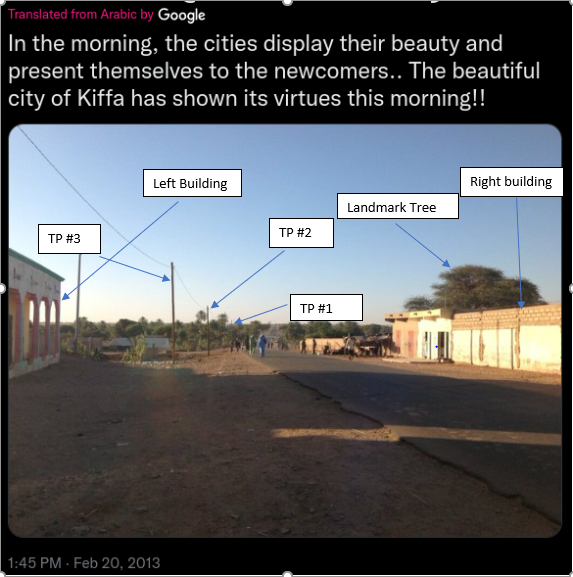 Translated from Arabic by Google
In the morning, the cities display their beauty and
present themselves to the newcomers.. The beautiful
city of Kiffa has shown its virtues this morning!!
Left Building
Right building
Landmark Tree
TP #3
TP #2
TP #1
1:45 PM · Feb 20, 2013